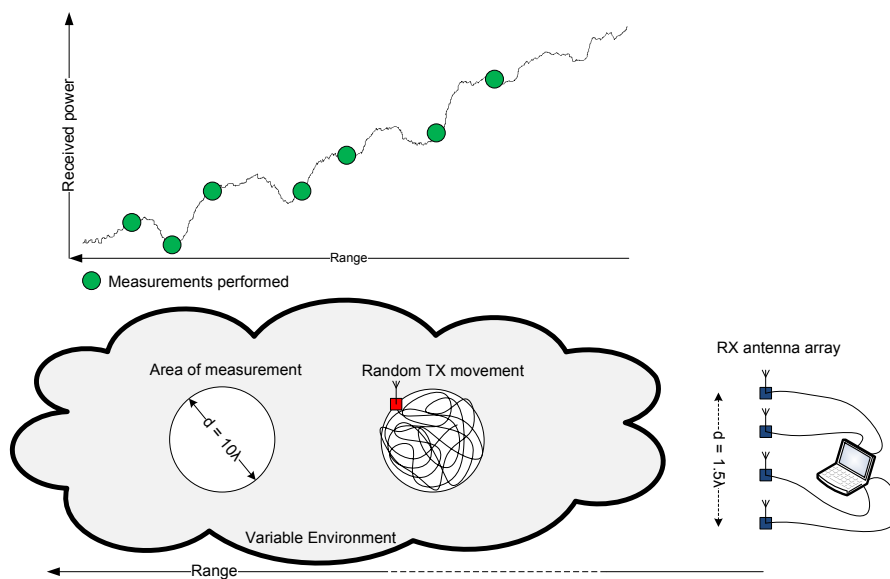 Received power
Range
Measurements performed
RX antenna array
Area of measurement
Random TX movement
d = 10λ
d = 1.5λ
Variable Environment
Range